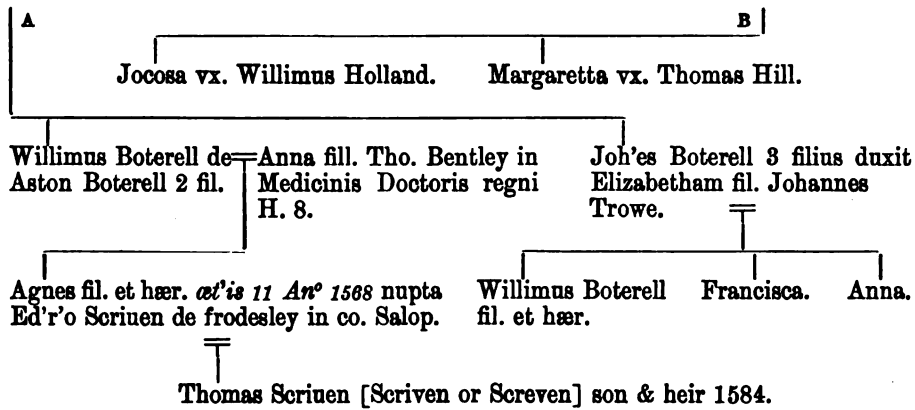 A B
Jocosa vx. Willimus Holland. Margaretta vx. Thomas Hill.
Willimus Boterell de
Aston Boterell 2 fil.
Anna fill. Tho. Bentley in
Medicinis Doctoris regni
H. 8.
Joh'es Boterell 3 filius duxit
Elizabetham fil. Johannes
Trowe.
Agnes fil. et hær. æt'is 11 Anº 1568 nupta
Ed'r'o Scriuen de frodesley in co. Salop.
Willimus Boterell
fil. et hær.
Francisca. Anna.
Thomas Scriuen [Scriven or Screven] son & heir 1584.